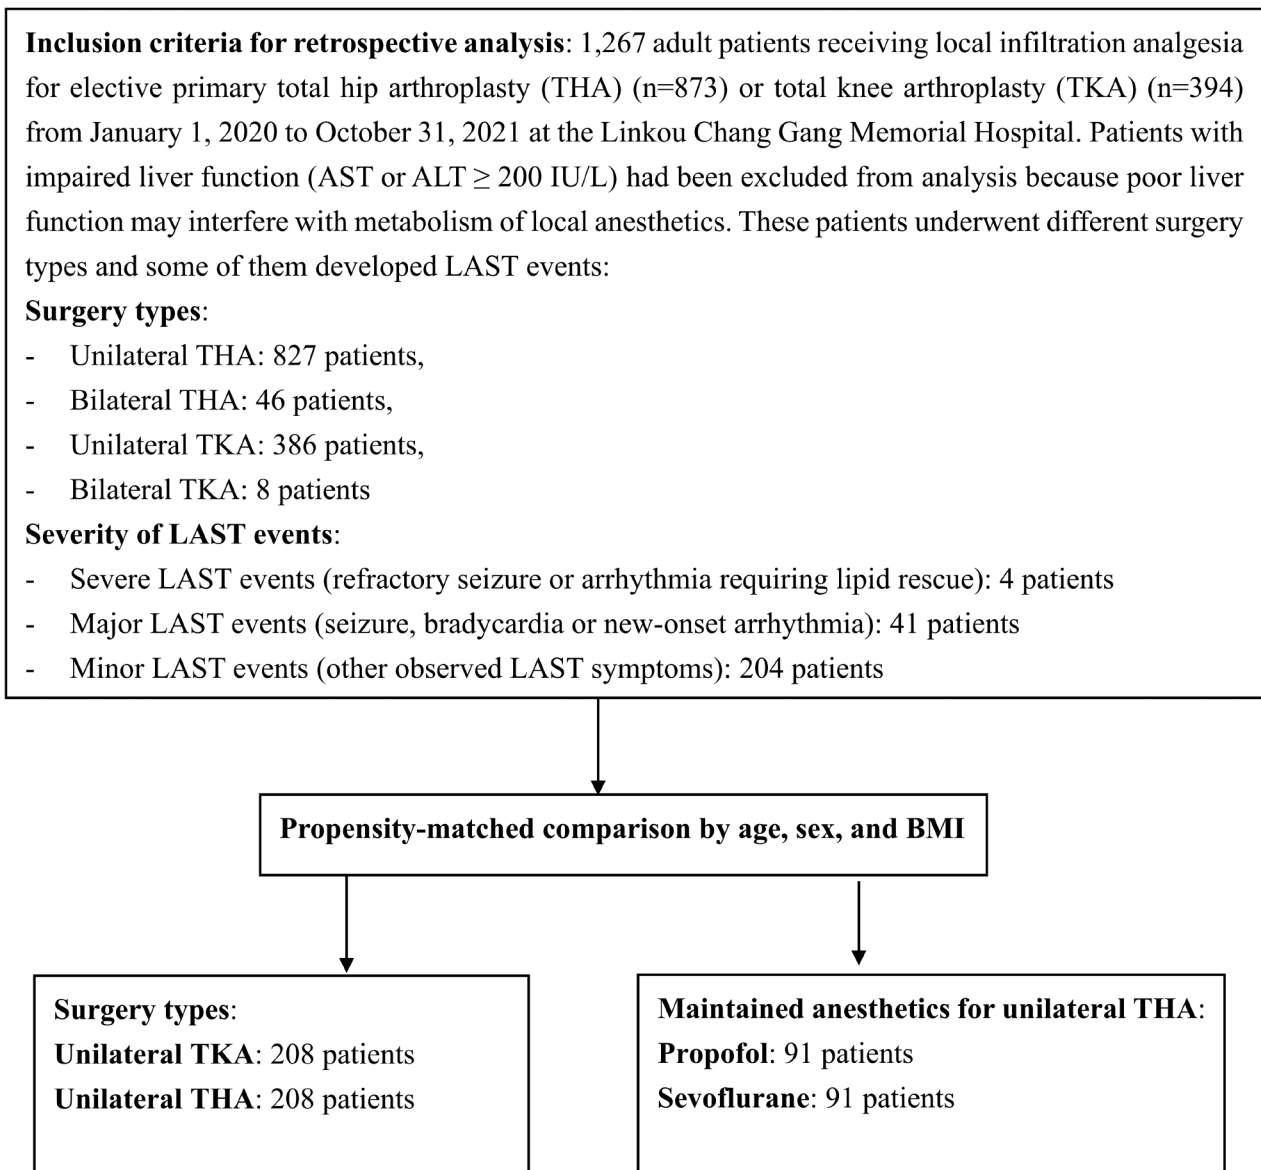 Inclusion criteria for retrospective analysis: 1,267 adult patients receiving local infiltration analgesia
for elective primary total hip arthroplasty (THA) (n=873) or total knee arthroplasty (TKA) (n=394)
from January 1, 2020 to October 31, 2021 at the Linkou Chang Gang Memorial Hospital. Patients with
impaired liver function (AST or ALT ≥ 200 IU/L) had been excluded from analysis because poor liver
function may interfere with metabolism of local anesthetics. These patients underwent different surgery
types and some of them developed LAST events:
Surgery types:
- Unilateral THA: 827 patients,
- Bilateral THA: 46 patients,
- Unilateral TKA: 386 patients,
- Bilateral TKA: 8 patients
Severity of LAST events:
- Severe LAST events (refractory seizure or arrhythmia requiring lipid rescue): 4 patients
- Major LAST events (seizure, bradycardia or new-onset arrhythmia): 41 patients
- Minor LAST events (other observed LAST symptoms): 204 patients
Propensity-matched comparison by age, sex, and BMI
Surgery types:
Unilateral TKA: 208 patients
Unilateral THA: 208 patients
Maintained anesthetics for unilateral THA:
Propofol: 91 patients
Sevoflurane: 91 patients